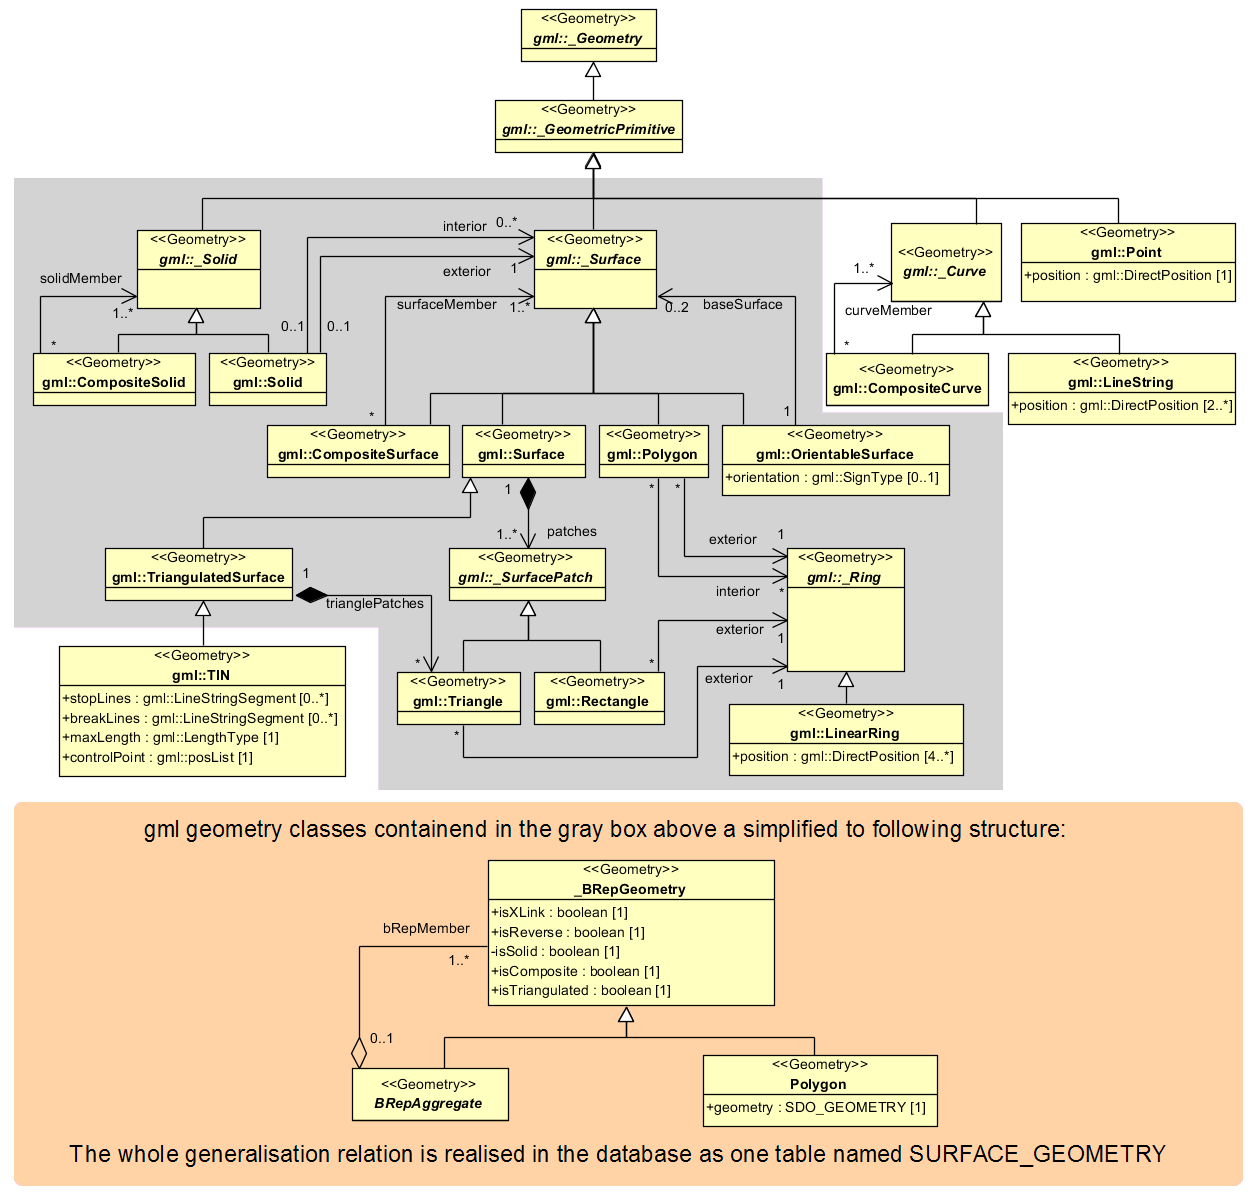 <<Geometry>>
gml::_Geometry
<<Geometry>>
gml::_GeometricPrimitive
<<Geometry>>
gml::_Solid
solidMember
1..*
*
<<Geometry>>
gml::CompositeSolid
<<Geometry>>
gml::Solid
0..1
0..1
interior
0..*
exterior
1
<<Geometry>>
gml::_Surface
surfaceMember
1..*
0..2
baseSurface
<<Geometry>>
gml::_Curve
1..*
curveMember
*
<<Geometry>>
gml::Point
+position : gml::DirectPosition [1]
<<Geometry>>
gml::CompositeCurve
<<Geometry>>
gml::LineString
+position : gml::DirectPosition [2..*]
*
1
<<Geometry>>
gml::CompositeSurface
<<Geometry>>
gml::Surface
<<Geometry>>
gml::Polygon
<<Geometry>>
gml::OrientableSurface
+orientation : gml::SignType [0..1]
1
1..*
patches
*
*
exterior
1
interior
*
<<Geometry>>
gml::TriangulatedSurface
1
trianglePatches
*
<<Geometry>>
gml::_SurfacePatch
<<Geometry>>
gml::_Ring
exterior
1
*
exterior
1
<<Geometry>>
gml::TIN
+stopLines : gml::LineStringSegment [0..*]
+breakLines : gml::LineStringSegment [0..*]
+maxLength : gml::LengthType [1]
+controlPoint : gml::posList [1]
<<Geometry>>
gml::Triangle
*
<<Geometry>>
gml::Rectangle
<<Geometry>>
gml::LinearRing
+position : gml::DirectPosition [4..*]
gml geometry classes containend in the gray box above a simplified to following structure:
<<Geometry>>
_BRepGeometry
+isXLink : boolean [1]
+isReverse : boolean [1]
-isSolid : boolean [1]
+isComposite : boolean [1]
+isTriangulated : boolean [1]
bRepMember
1..*
0..1
<<Geometry>>
BRepAggregate
<<Geometry>>
Polygon
+geometry : SDO_GEOMETRY [1]
The whole generalisation relation is realised in the database as one table named SURFACE_GEOMETRY